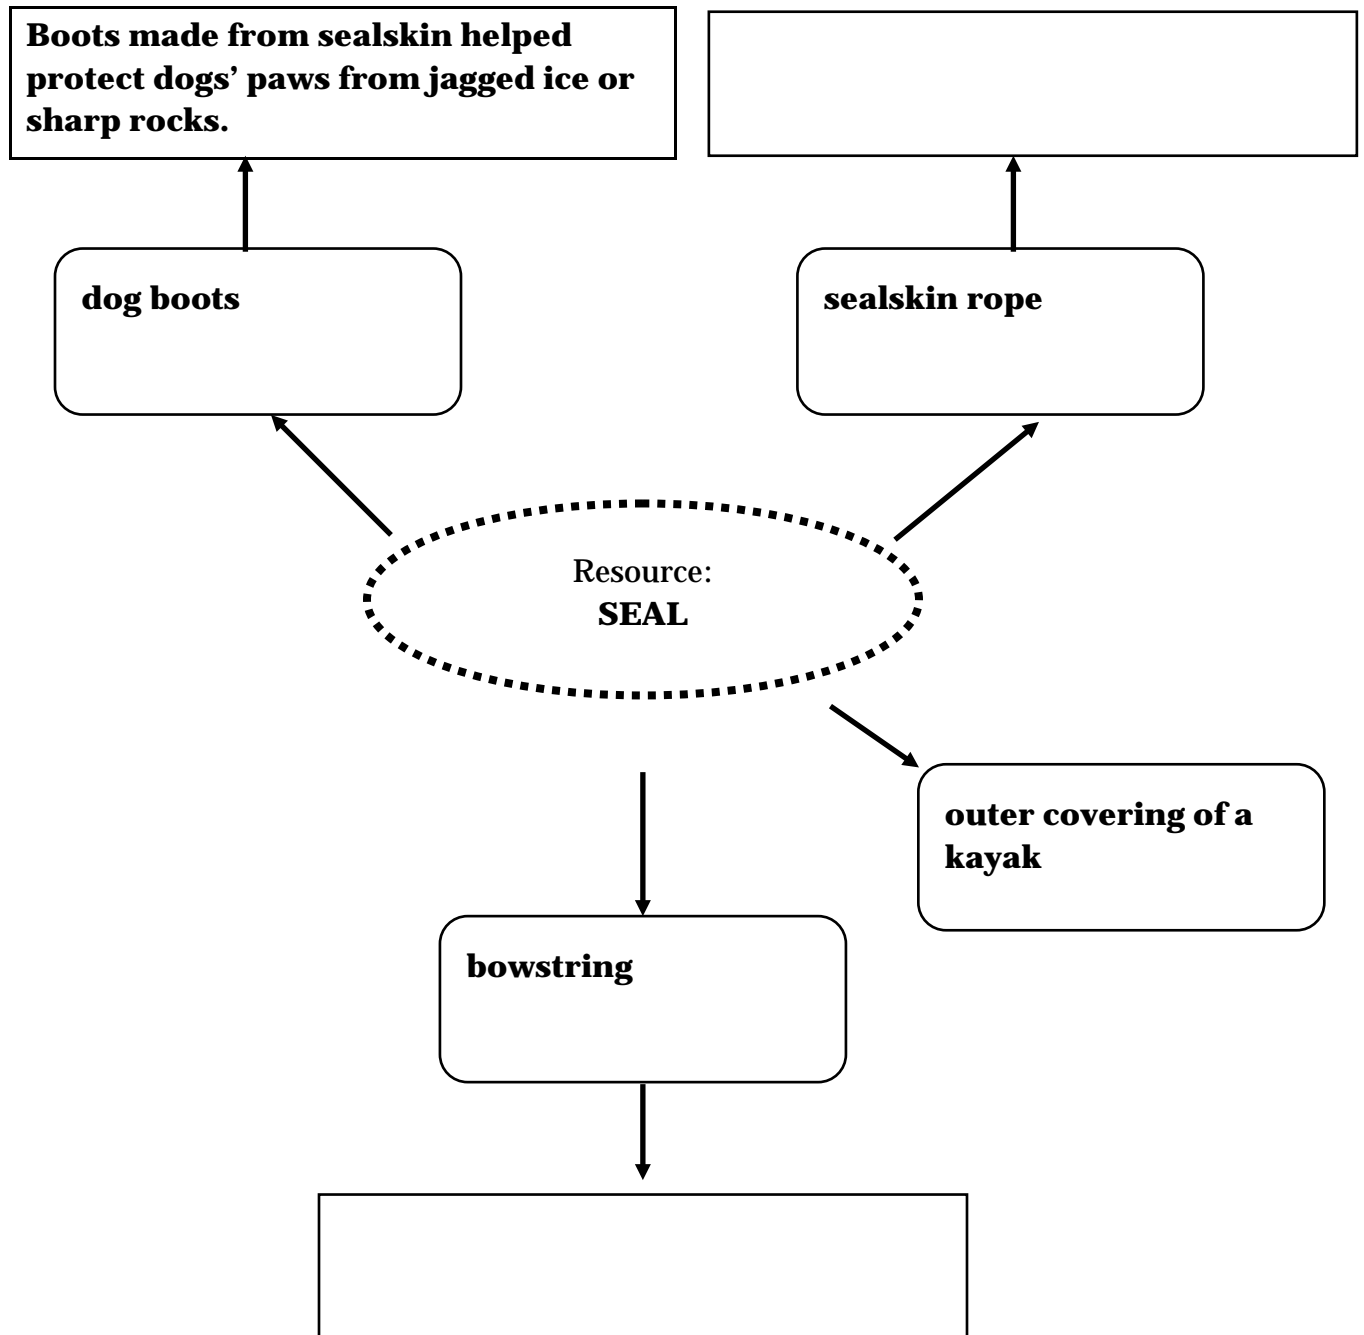 Boots made from sealskin helped
protect dogs’ paws from jagged ice or
sharp rocks.
dog boots
sealskin rope
Resource:
SEAL
outer covering of a
kayak
bowstring